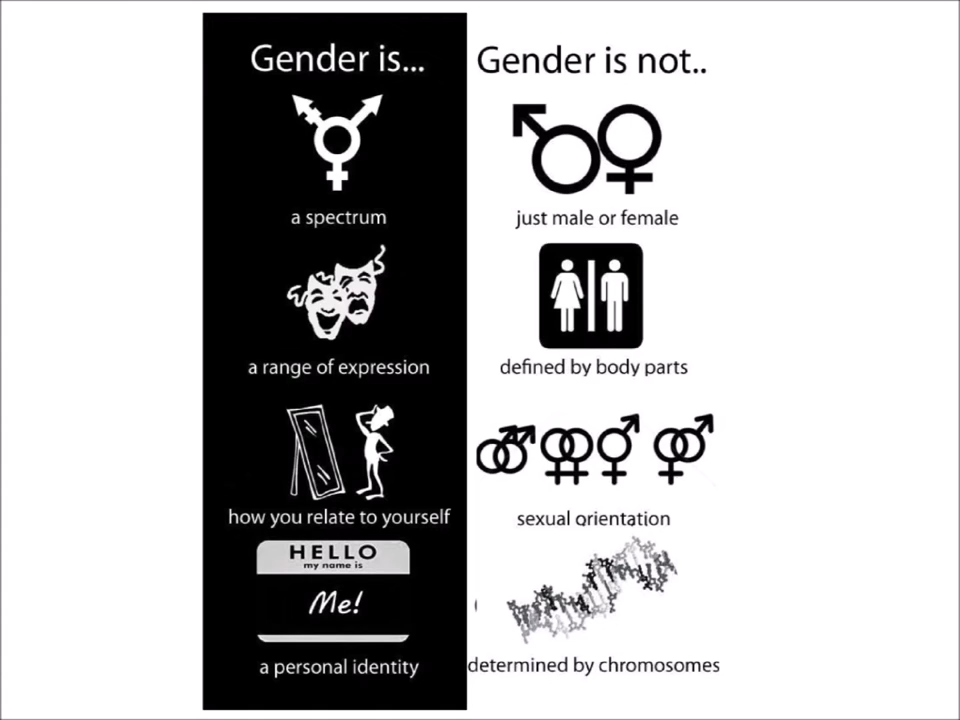 Gender is...
a spectrum
a range of expression
how you relate to yourself
HELLO
my name is
Me!
a personal identity
Gender is not..
just male or female
defined by body parts
sexual orientation
determined by chromosomes